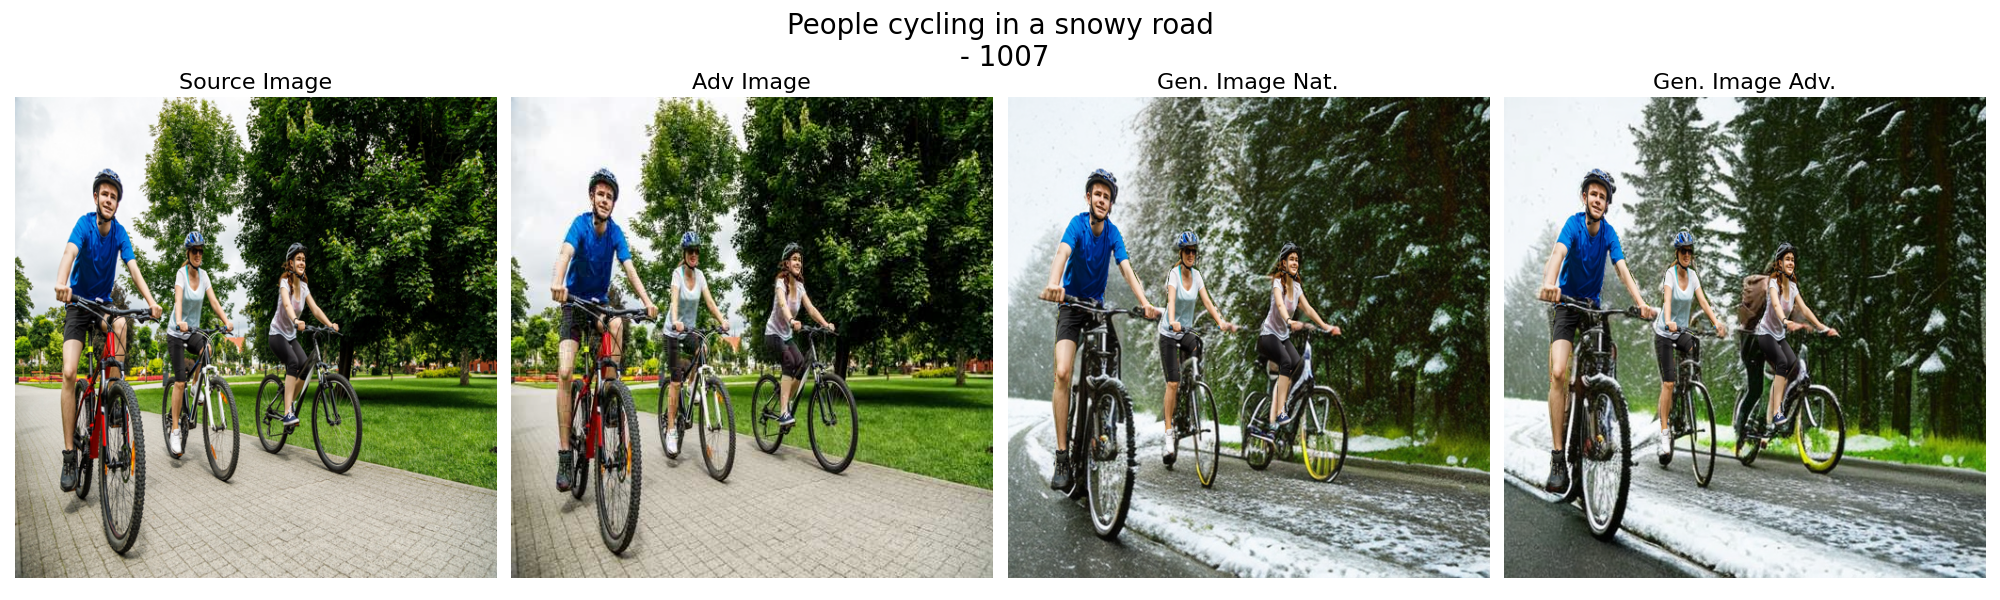 People cycling in a snowy road
- 1007
Source Image
Adv Image
Gen. Image Nat.
Gen. Image Adv.